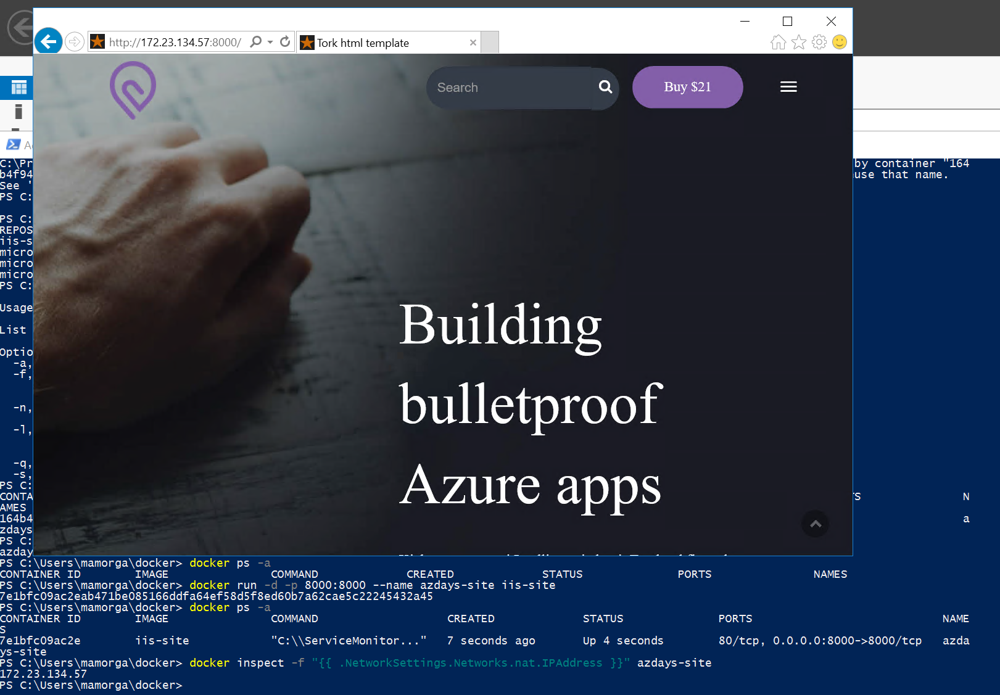 http://172.23.134.57:8000/
Tork html template
Search
Buy $21
Building
bulletproof
Azure apps
C:\Pr
by container "164
b4f94
use that name.
See '
PS C:
PS C:
REPOS
iis-s
micro
micro
micro
PS C:
Usage
List
Optio
-a,
-f,
-n,
-l,
-q,
-s,
PS C:
CONTA
TS N
AMES
164b4
a
zdays
PS C:
azday
PS C:\Users\mamorga\docker> docker ps -a
CONTAINER ID IMAGE COMMAND CREATED STATUS PORTS NAMES
PS C:\Users\mamorga\docker> docker run -d -p 8000:8000 --name azdays-site iis-site
7e1bfc09ac2eab471be085166ddfa64ef58d5f8ed60b7a62cae5c22245432a45
PS C:\Users\mamorga\docker> docker ps -a
CONTAINER ID IMAGE COMMAND CREATED STATUS PORTS NAME
S
7e1bfc09ac2e iis-site "C:\\ServiceMonitor..." 7 seconds ago Up 4 seconds 80/tcp, 0.0.0.0:8000->8000/tcp azda
ys-site
PS C:\Users\mamorga\docker> docker inspect -f "{{ .NetworkSettings.Networks.nat.IPAddress }}" azdays-site
172.23.134.57
PS C:\Users\mamorga\docker>